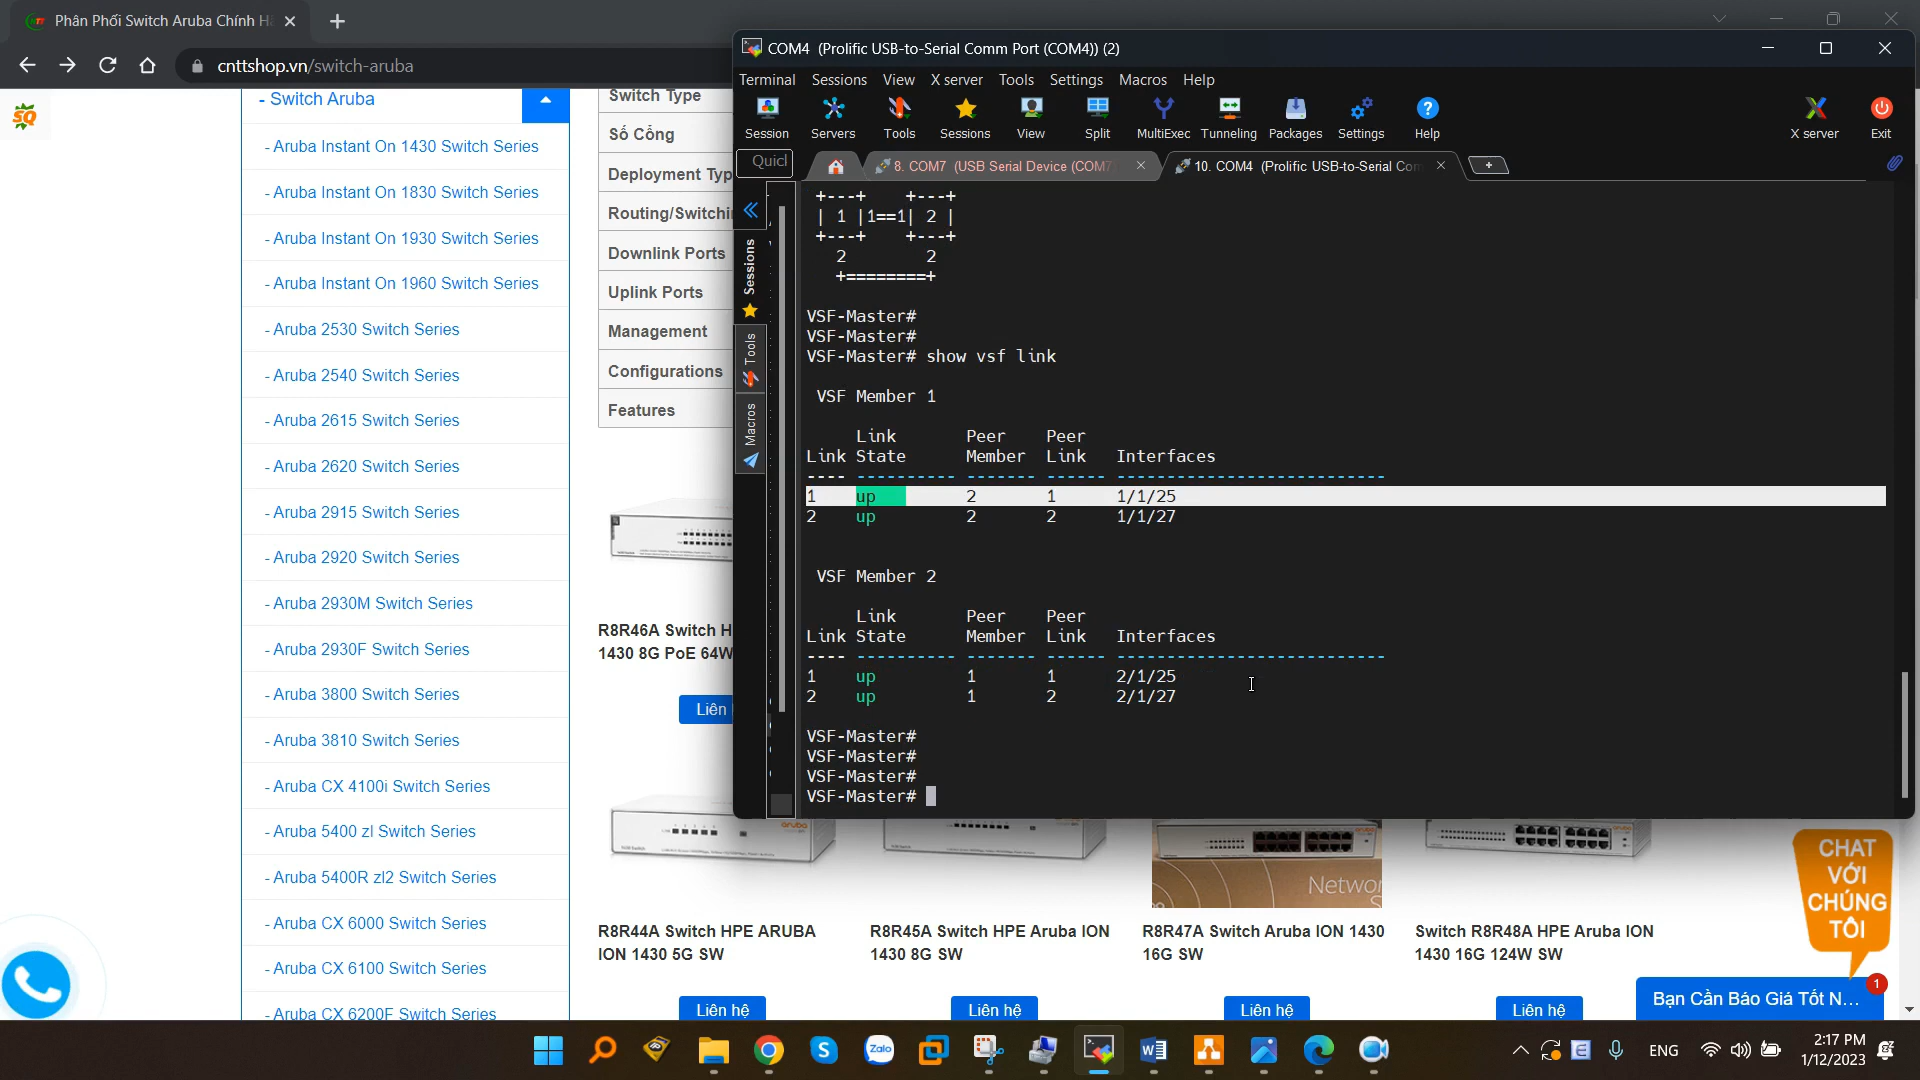 Phân Phối Switch Aruba Chính H
cnttshop.vn/switch-aruba
SQ
- Switch Aruba
- Aruba Instant On 1430 Switch Series
- Aruba Instant On 1830 Switch Series
- Aruba Instant On 1930 Switch Series
- Aruba Instant On 1960 Switch Series
- Aruba 2530 Switch Series
- Aruba 2540 Switch Series
- Aruba 2615 Switch Series
- Aruba 2620 Switch Series
- Aruba 2915 Switch Series
- Aruba 2920 Switch Series
- Aruba 2930M Switch Series
- Aruba 2930F Switch Series
- Aruba 3800 Switch Series
- Aruba 3810 Switch Series
- Aruba CX 4100i Switch Series
- Aruba 5400 zl Switch Series
- Aruba 5400R zl2 Switch Series
- Aruba CX 6000 Switch Series
- Aruba CX 6100 Switch Series
- Aruba CX 6200F Switch Series
Switch Type
Số Cổng
Deployment Typ
Routing/Switchi
Downlink Ports
Uplink Ports
Management
Configurations
Features
R8R46A Switch H
1430 8G PoE 64W
Liên
COM4 (Prolific USB-to-Serial Comm Port (COM4)) (2)
Terminal Sessions View X server Tools Settings Macros Help
Session Servers Tools Sessions View Split MultiExec Tunneling Packages Settings Help X server Exit
Quicl
8. COM7 (USB Serial Device (COM7)
10. COM4 (Prolific USB-to-Serial Co
Sessions
Tools
Macros
+---+ +---+
| 1 |1==1| 2 |
+---+ +---+
2 2
+========+
VSF-Master#
VSF-Master#
VSF-Master# show vsf link
VSF Member 1
Link Peer Peer
Link State Member Link Interfaces
---- ---------- ------- ------ ---------------------------
1 up 2 1 1/1/25
2 up 2 2 1/1/27
VSF Member 2
Link Peer Peer
Link State Member Link Interfaces
---- ---------- ------- ------ ---------------------------
1 up 1 1 2/1/25
2 up 1 2 2/1/27
VSF-Master#
VSF-Master#
VSF-Master#
VSF-Master#
aruba
Networ
R8R44A Switch HPE ARUBA
ION 1430 5G SW
Liên hệ
R8R45A Switch HPE Aruba ION
1430 8G SW
Liên hệ
R8R47A Switch Aruba ION 1430
16G SW
Liên hệ
Switch R8R48A HPE Aruba ION
1430 16G 124W SW
Liên hệ
CHAT
VỚI
CHÚNG
TÔI
Bạn Cần Báo Giá Tốt N...
1
Zalo
ENG
2:17 PM
1/12/2023